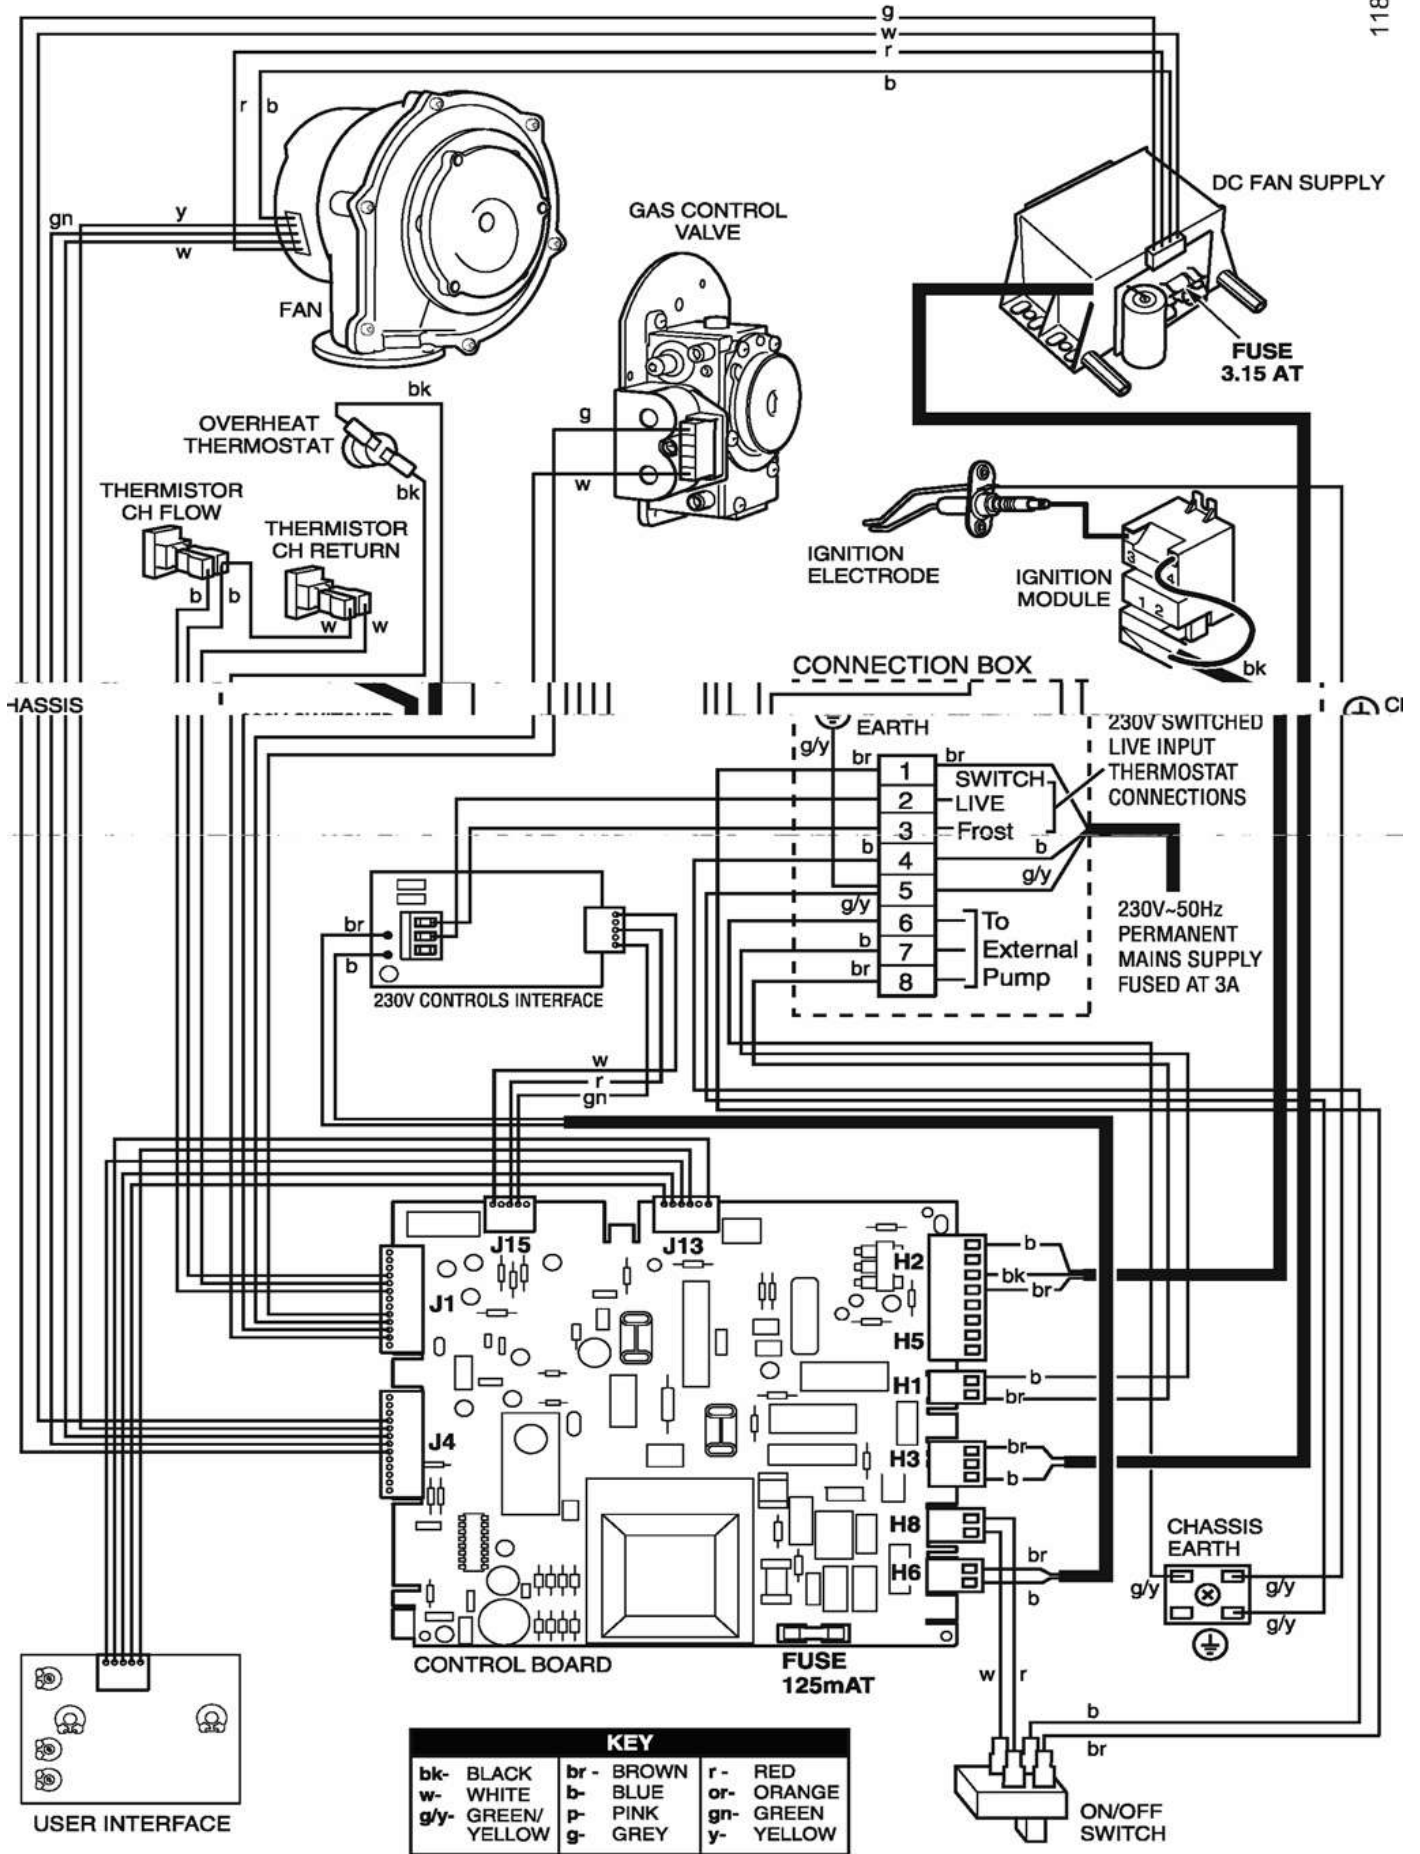 118
g
w
r
b
r b
DC FAN SUPPLY
GAS CONTROL
VALVE
gn
y
w
FAN
FUSE
3.15 AT
bk
OVERHEAT
THERMOSTAT
g
bk
w
THERMISTOR
CH FLOW
THERMISTOR
CH RETURN
IGNITION
ELECTRODE
IGNITION
MODULE
3
4
1 2
b b
w w
bk
CONNECTION BOX
HASSIS
EARTH
g/y
230V SWITCHED
LIVE INPUT
THERMOSTAT
CONNECTIONS
br 1 br
SWITCH
2 LIVE
3 Frost
b 4 b
5 g/y
g/y
6 To
b 7 External
br 8 Pump
230V~50Hz
PERMANENT
MAINS SUPPLY
FUSED AT 3A
br
b
230V CONTROLS INTERFACE
w
r
gn
J15
J13
H2
b
bk
br
J1
H5
H1
b
br
J4
H3
br
b
H8
H6
br
b
CHASSIS
EARTH
g/y
g/y
g/y
CONTROL BOARD
FUSE
125mAT
w r
b
br
KEY
bk- BLACK br - BROWN r - RED
w- WHITE b- BLUE or- ORANGE
g/y- GREEN/ p- PINK gn- GREEN
YELLOW g- GREY y- YELLOW
USER INTERFACE
ON/OFF
SWITCH